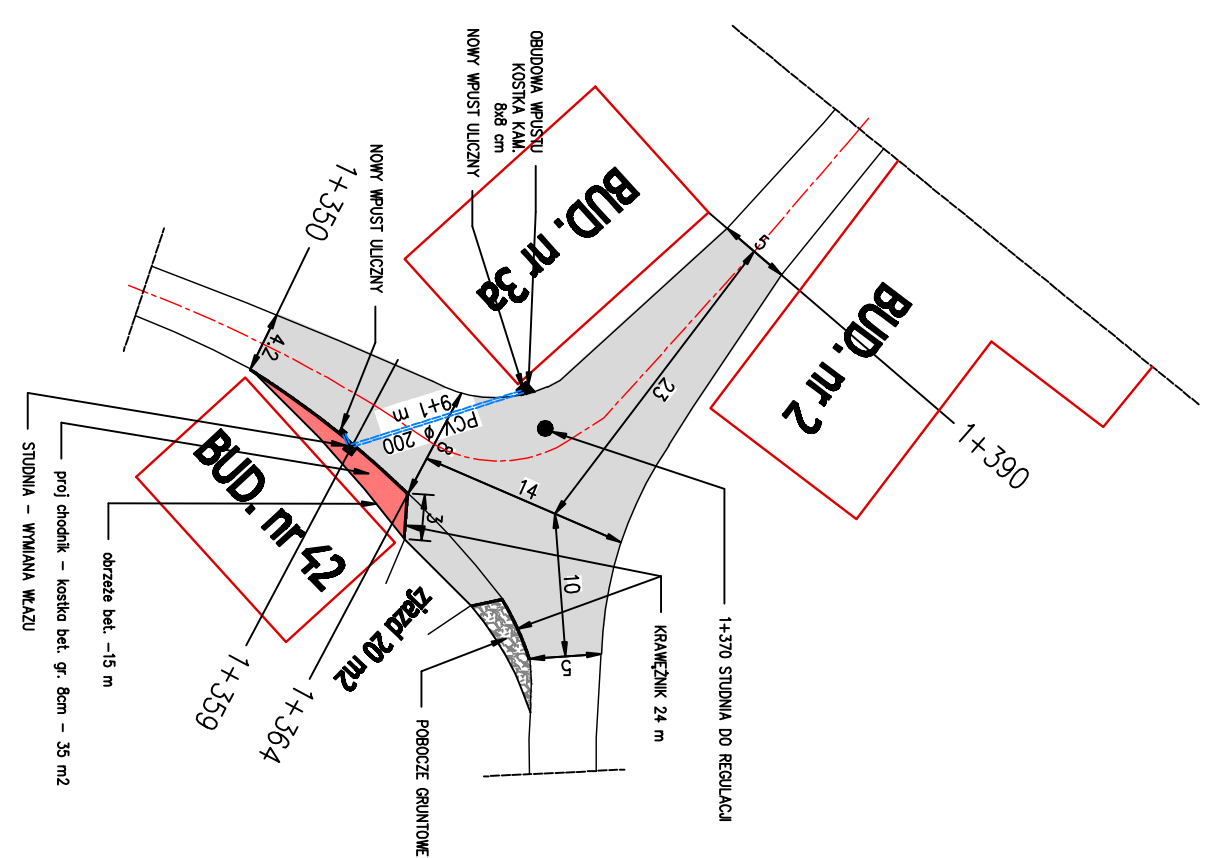 OBUDOWA WPUSTU
KOSTKA KAM.
8x8 cm
NOWY WPUST ULICZNY
NOWY WPUST ULICZNY
1+350
BUD. nr 3a
BUD. nr 2
1+390
5
23
4.2
PCV ϕ 200
9+1 m
8
14
3
10
5
BUD. nr 42
zjazd 20 m2
1+359
1+364
1+370 STUDNIA DO REGULACJI
KRAWĘŻNIK 24 m
POBOCZE GRUNTOWE
obrzeże bet. -15 m
proj chodnik - kostka bet. gr. 8cm - 35 m2
STUDNIA - WYMIANA WŁAZU